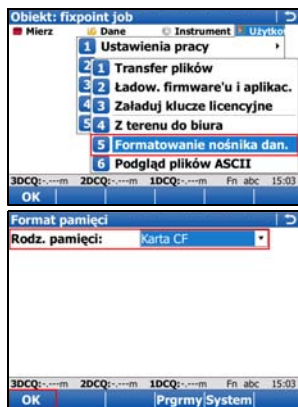 Obiekt: fixpoint job
Mierz Dane Instrument Użytko
1 Ustawienia pracy
2 1 Transfer plików
3 2 Ładow. firmware'u i aplikac.
4 3 Załaduj klucze licencyjne
5 4 Z terenu do biura
5 Formatowanie nośnika dan.
6 Podgląd plików ASCII
3DCQ:-.---m 2DCQ:-.---m 1DCQ:-.---m Fn abc 15:03
OK
Format pamięci
Rodz. pamięci: Karta CF
3DCQ:-.---m 2DCQ:-.---m 1DCQ:-.---m Fn abc 15:03
OK Prgrmy System